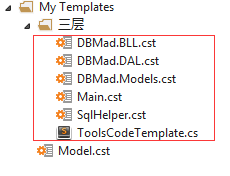 My Templates
三层
DBMad.BLL.cst
DBMad.DAL.cst
DBMad.Models.cst
Main.cst
SqlHelper.cst
ToolsCodeTemplate.cs
Model.cst